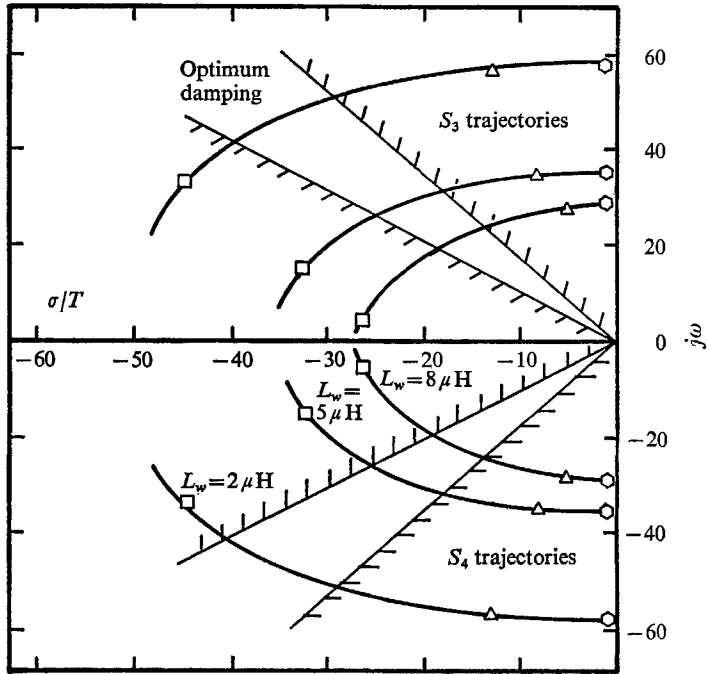 60
Optimum
damping
S₃ trajectories
40
20
σ/T
−60
−50
−40
−30
−20
−10
0
jω
L_w=8 μH
L_w=
5 μH
−20
L_w=2 μH
−40
S₄ trajectories
−60